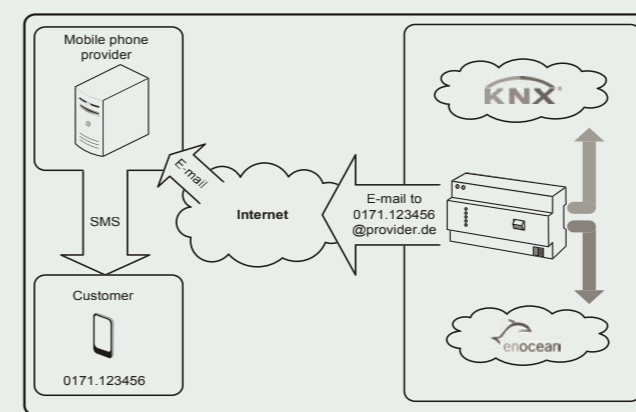 Mobile phone
provider
SMS
Customer
0171.123456
E-mail
Internet
E-mail to
0171.123456
@provider.de
KNX®
enocean